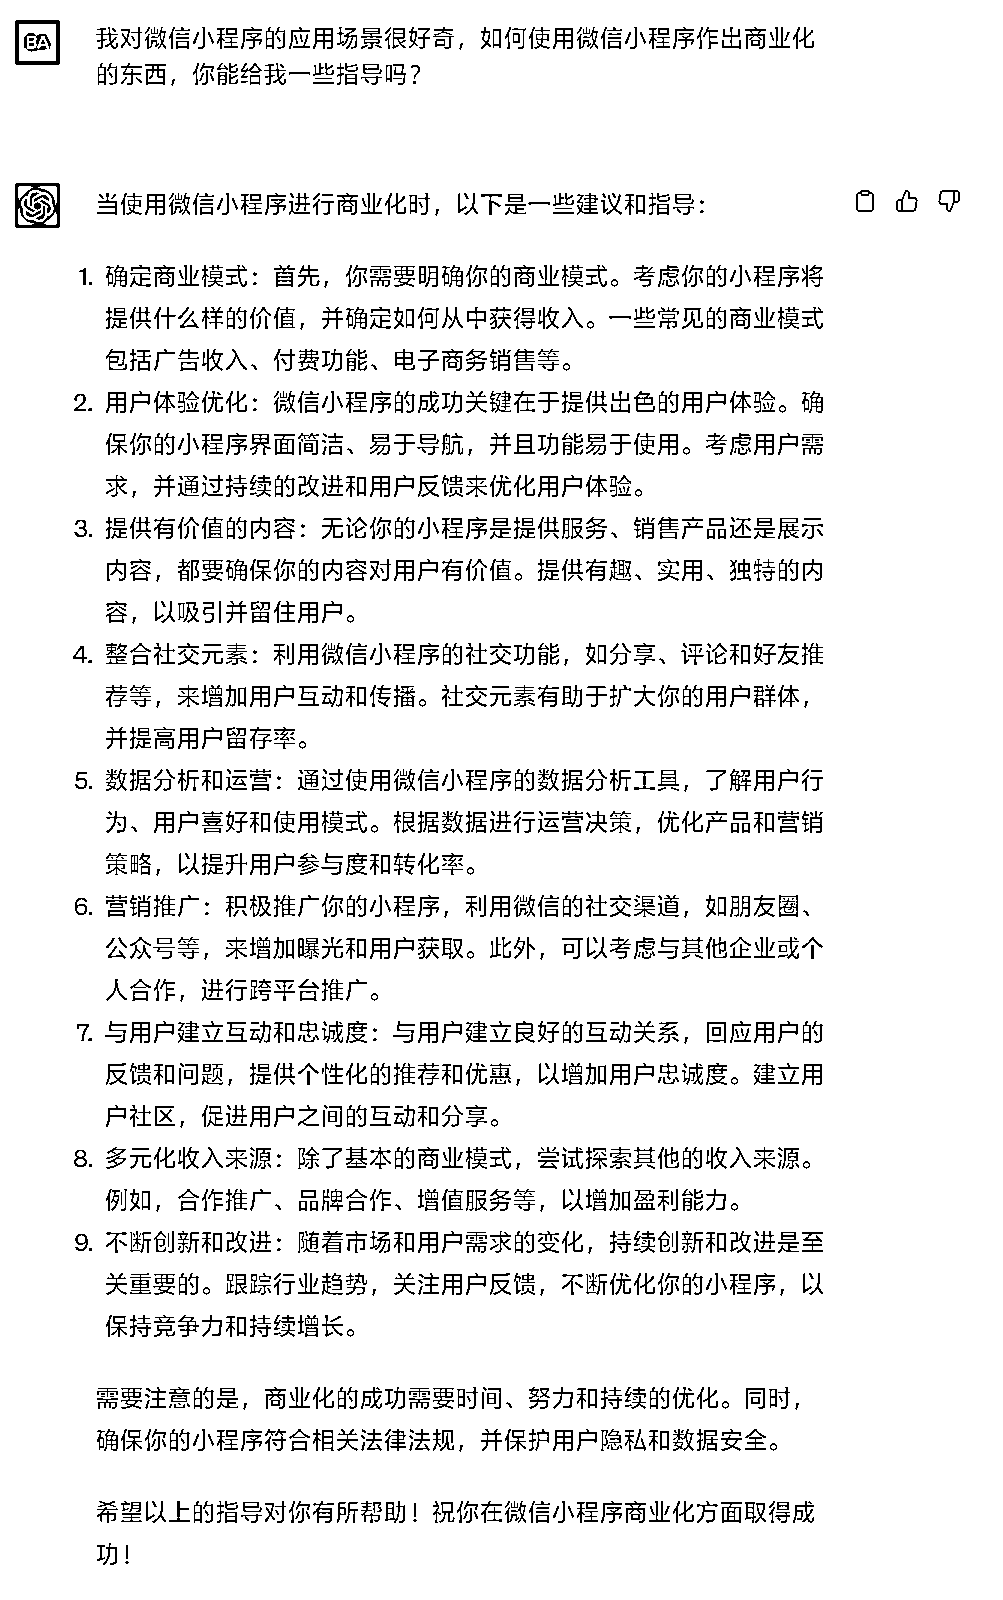 BA
我对微信小程序的应用场景很好奇，如何使用微信小程序作出商业化
的东西，你能给我一些指导吗？
当使用微信小程序进行商业化时，以下是一些建议和指导：
1. 确定商业模式：首先，你需要明确你的商业模式。考虑你的小程序将
提供什么样的价值，并确定如何从中获得收入。一些常见的商业模式
包括广告收入、付费功能、电子商务销售等。
2. 用户体验优化：微信小程序的成功关键在于提供出色的用户体验。确
保你的小程序界面简洁、易于导航，并且功能易于使用。考虑用户需
求，并通过持续的改进和用户反馈来优化用户体验。
3. 提供有价值的内容：无论你的小程序是提供服务、销售产品还是展示
内容，都要确保你的内容对用户有价值。提供有趣、实用、独特的内
容，以吸引并留住用户。
4. 整合社交元素：利用微信小程序的社交功能，如分享、评论和好友推
荐等，来增加用户互动和传播。社交元素有助于扩大你的用户群体，
并提高用户留存率。
5. 数据分析和运营：通过使用微信小程序的数据分析工具，了解用户行
为、用户喜好和使用模式。根据数据进行运营决策，优化产品和营销
策略，以提升用户参与度和转化率。
6. 营销推广：积极推广你的小程序，利用微信的社交渠道，如朋友圈、
公众号等，来增加曝光和用户获取。此外，可以考虑与其他企业或个
人合作，进行跨平台推广。
7. 与用户建立互动和忠诚度：与用户建立良好的互动关系，回应用户的
反馈和问题，提供个性化的推荐和优惠，以增加用户忠诚度。建立用
户社区，促进用户之间的互动和分享。
8. 多元化收入来源：除了基本的商业模式，尝试探索其他的收入来源。
例如，合作推广、品牌合作、增值服务等，以增加盈利能力。
9. 不断创新和改进：随着市场和用户需求的变化，持续创新和改进是至
关重要的。跟踪行业趋势，关注用户反馈，不断优化你的小程序，以
保持竞争力和持续增长。
需要注意的是，商业化的成功需要时间、努力和持续的优化。同时，
确保你的小程序符合相关法律法规，并保护用户隐私和数据安全。
希望以上的指导对你有所帮助！祝你在微信小程序商业化方面取得成
功！